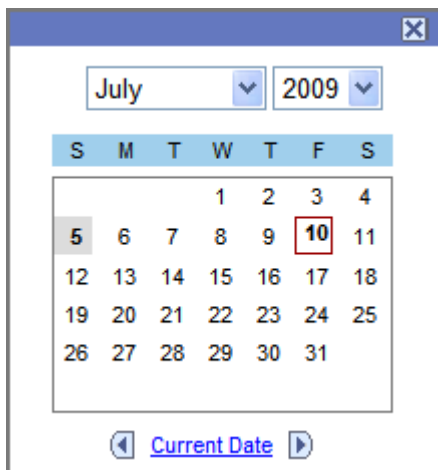 July 2009
S M T W T F S
1 2 3 4
5 6 7 8 9 10 11
12 13 14 15 16 17 18
19 20 21 22 23 24 25
26 27 28 29 30 31
Current Date